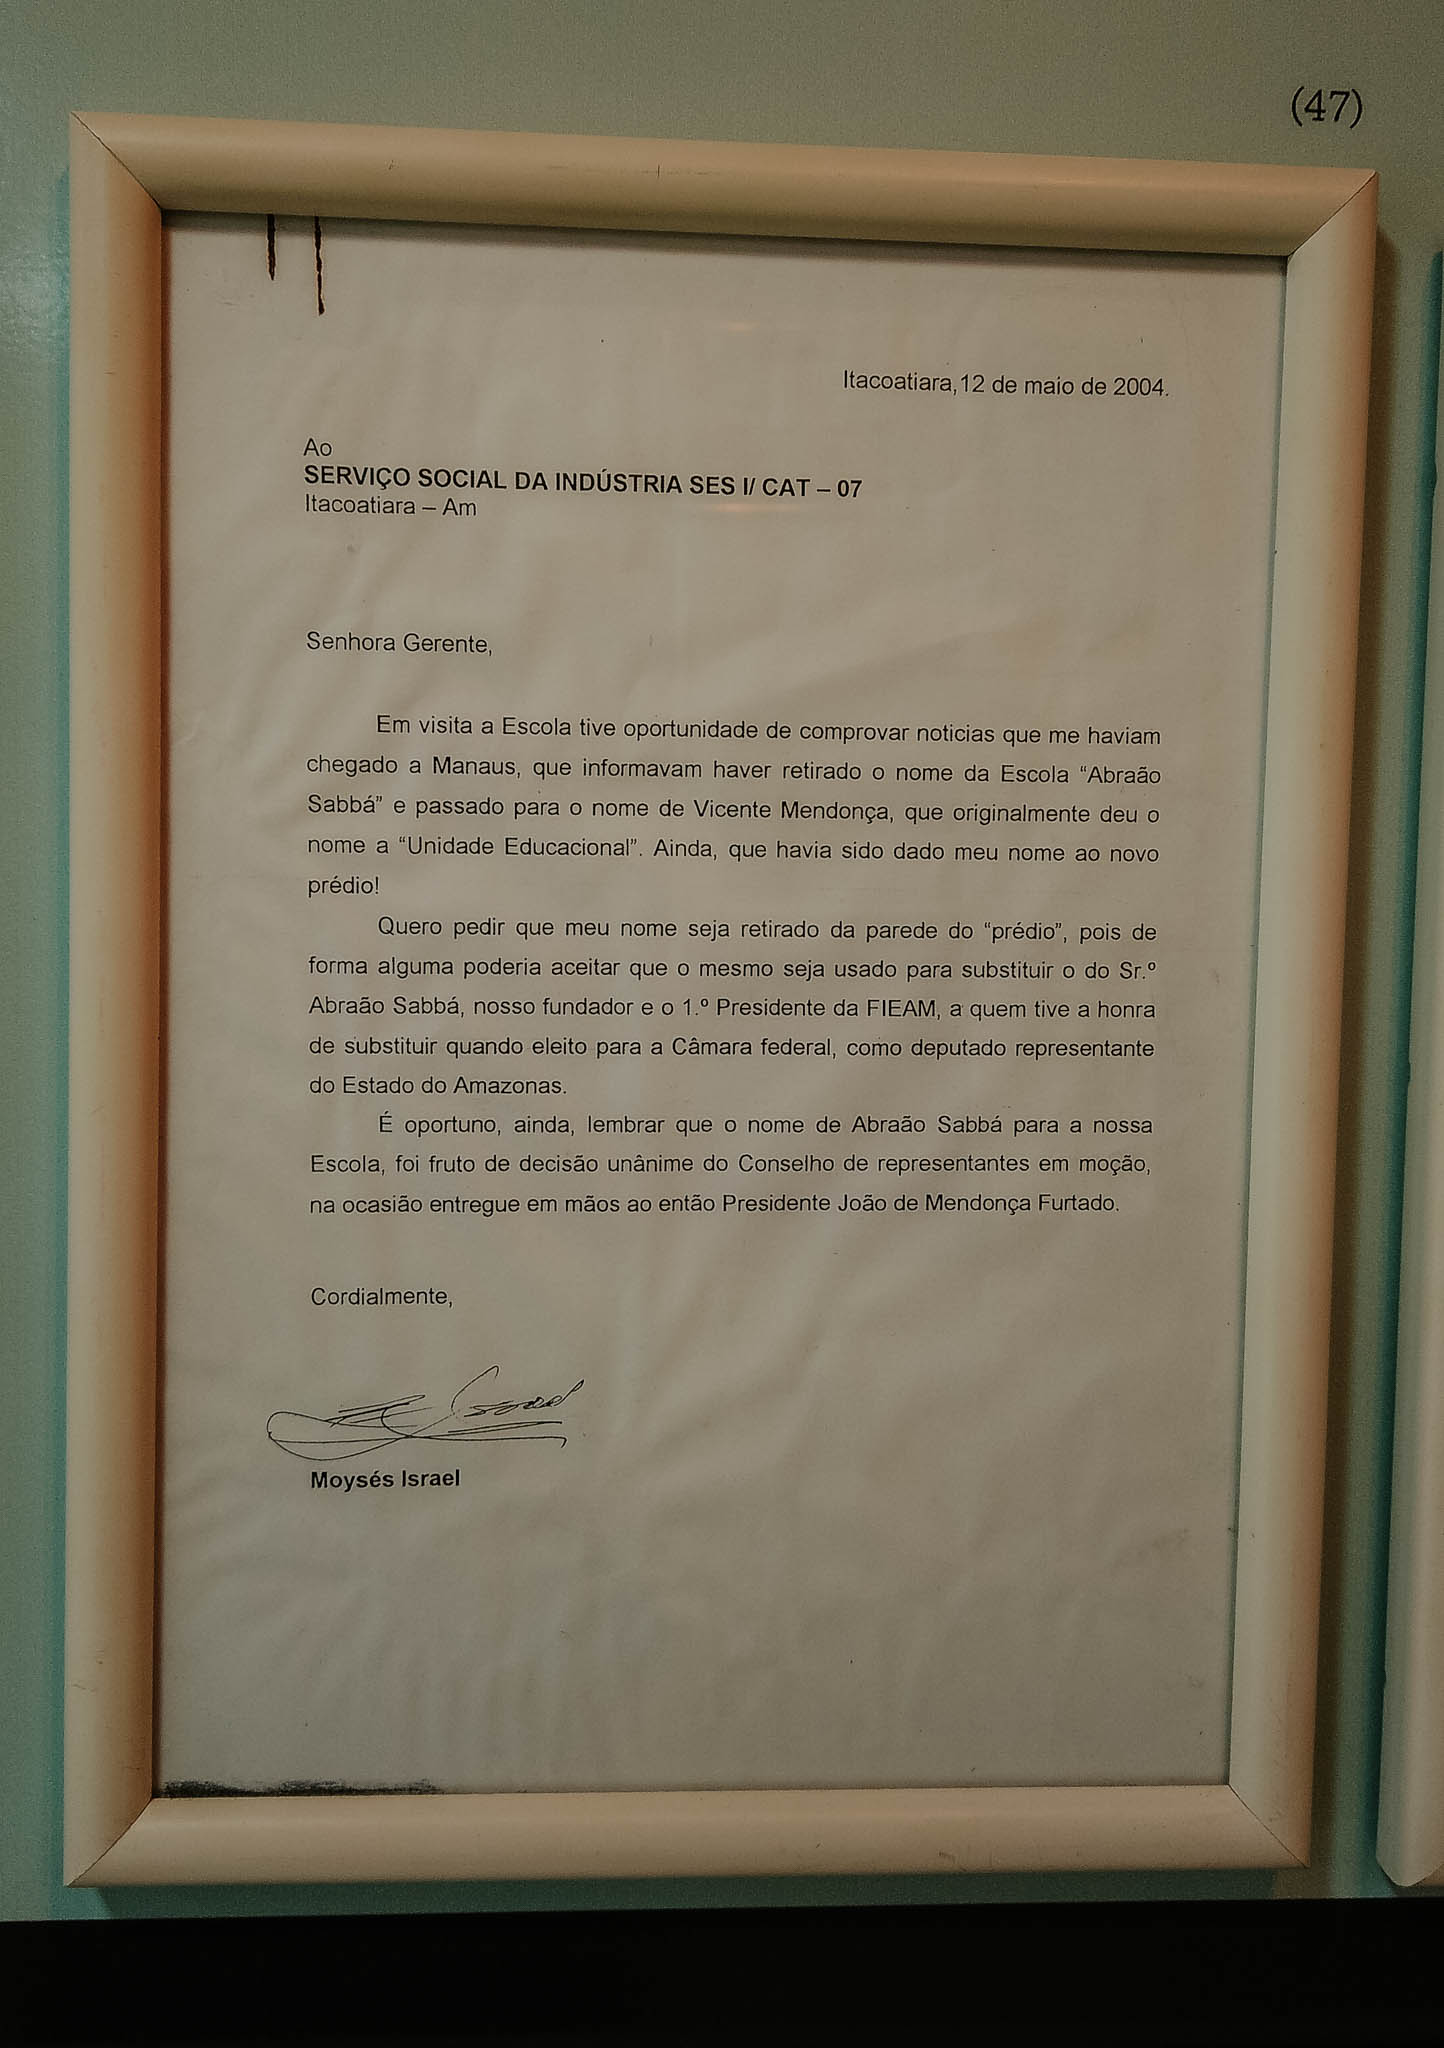 (47)
Itacoatiara,12 de maio de 2004.
Ao
SERVIÇO SOCIAL DA INDÚSTRIA SES I/ CAT – 07
Itacoatiara – Am
Senhora Gerente,
Em visita a Escola tive oportunidade de comprovar noticias que me haviam
chegado a Manaus, que informavam haver retirado o nome da Escola “Abraão
Sabbá” e passado para o nome de Vicente Mendonça, que originalmente deu o
nome a “Unidade Educacional”. Ainda, que havia sido dado meu nome ao novo
prédio!
Quero pedir que meu nome seja retirado da parede do “prédio”, pois de
forma alguma poderia aceitar que o mesmo seja usado para substituir o do Sr.º
Abraão Sabbá, nosso fundador e o 1.º Presidente da FIEAM, a quem tive a honra
de substituir quando eleito para a Câmara federal, como deputado representante
do Estado do Amazonas.
É oportuno, ainda, lembrar que o nome de Abraão Sabbá para a nossa
Escola, foi fruto de decisão unânime do Conselho de representantes em moção,
na ocasião entregue em mãos ao então Presidente João de Mendonça Furtado.
Cordialmente,
Moysés Israel